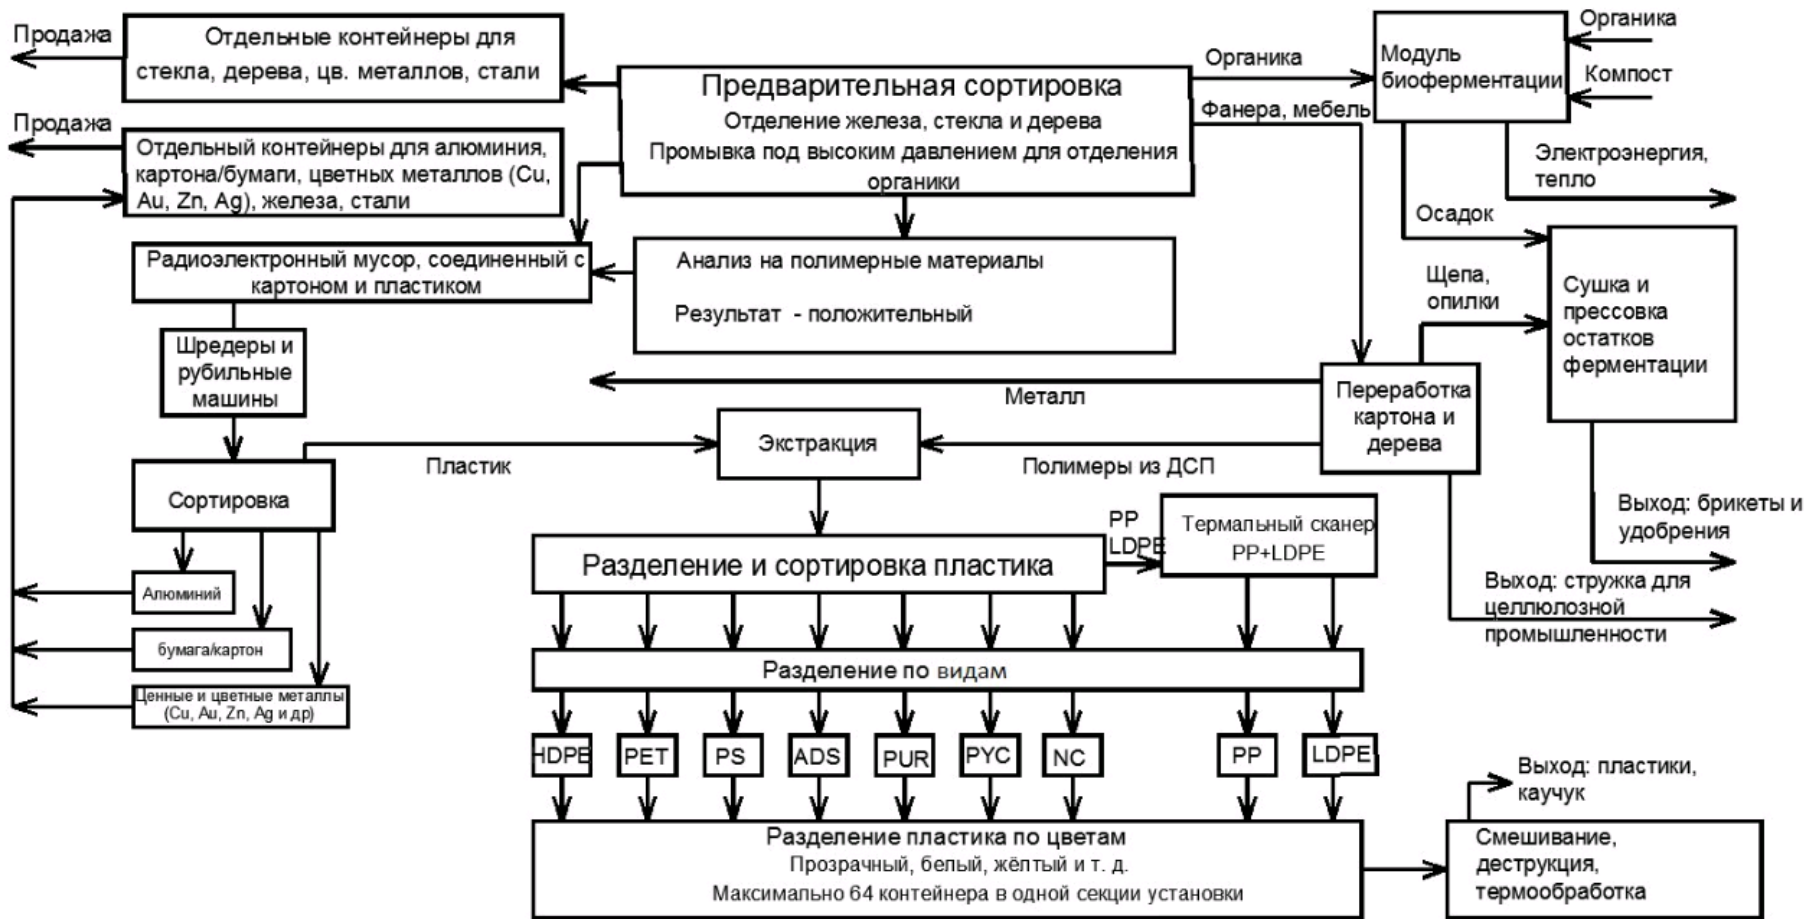 Продажа
Отдельные контейнеры для
стекла, дерева, цв. металлов, стали
Продажа
Отдельный контейнеры для алюминия,
картона/бумаги, цветных металлов (Cu,
Au, Zn, Ag), железа, стали
Предварительная сортировка
Отделение железа, стекла и дерева
Промывка под высоким давлением для отделения
органики
Органика
Фанера, мебель
Модуль
биоферментации
Органика
Компост
Электроэнергия,
тепло
Осадок
Радиоэлектронный мусор, соединенный с
картоном и пластиком
Анализ на полимерные материалы
Результат - положительный
Щепа,
опилки
Сушка и
прессовка
остатков
ферментации
Шредеры и
рубильные
машины
Металл
Переработка
картона и
дерева
Экстракция
Пластик
Полимеры из ДСП
Сортировка
Выход: брикеты и
удобрения
PP
LDPE
Термальный сканер
PP+LDPE
Разделение и сортировка пластика
Выход: стружка для
целлюлозной
промышленности
Алюминий
бумага/картон
Ценные и цветные металлы
(Cu, Au, Zn, Ag и др)
Разделение по видам
HDPE
PET
PS
ADS
PUR
PYC
NC
PP
LDPE
Выход: пластики,
каучук
Разделение пластика по цветам
Прозрачный, белый, жёлтый и т. д.
Максимально 64 контейнера в одной секции установки
Смешивание,
деструкция,
термообработка